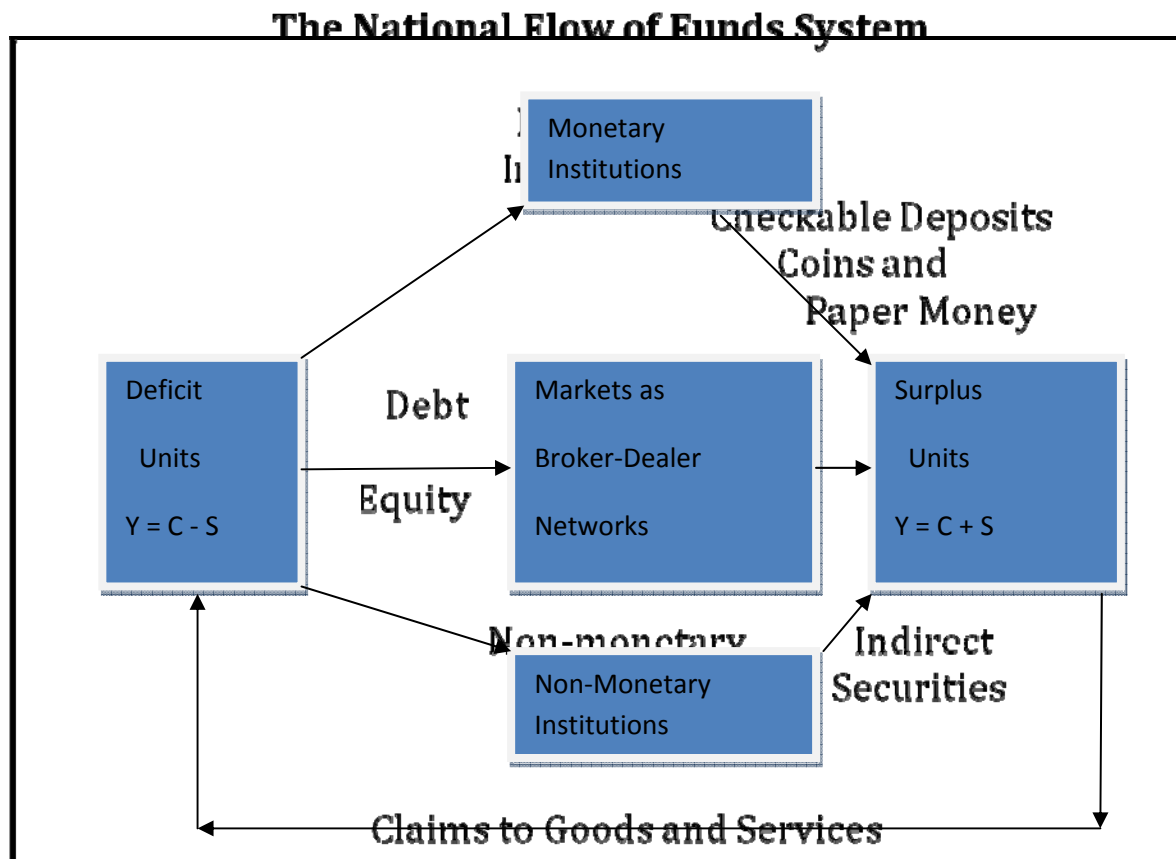 The National Flow of Funds System
Monetary
Institutions
Checkable Deposits
Coins and
Paper Money
Deficit
Units
Y = C - S
Debt
Equity
Markets as
Broker-Dealer
Networks
Surplus
Units
Y = C + S
Non-monetary
Indirect
Securities
Non-Monetary
Institutions
Claims to Goods and Services